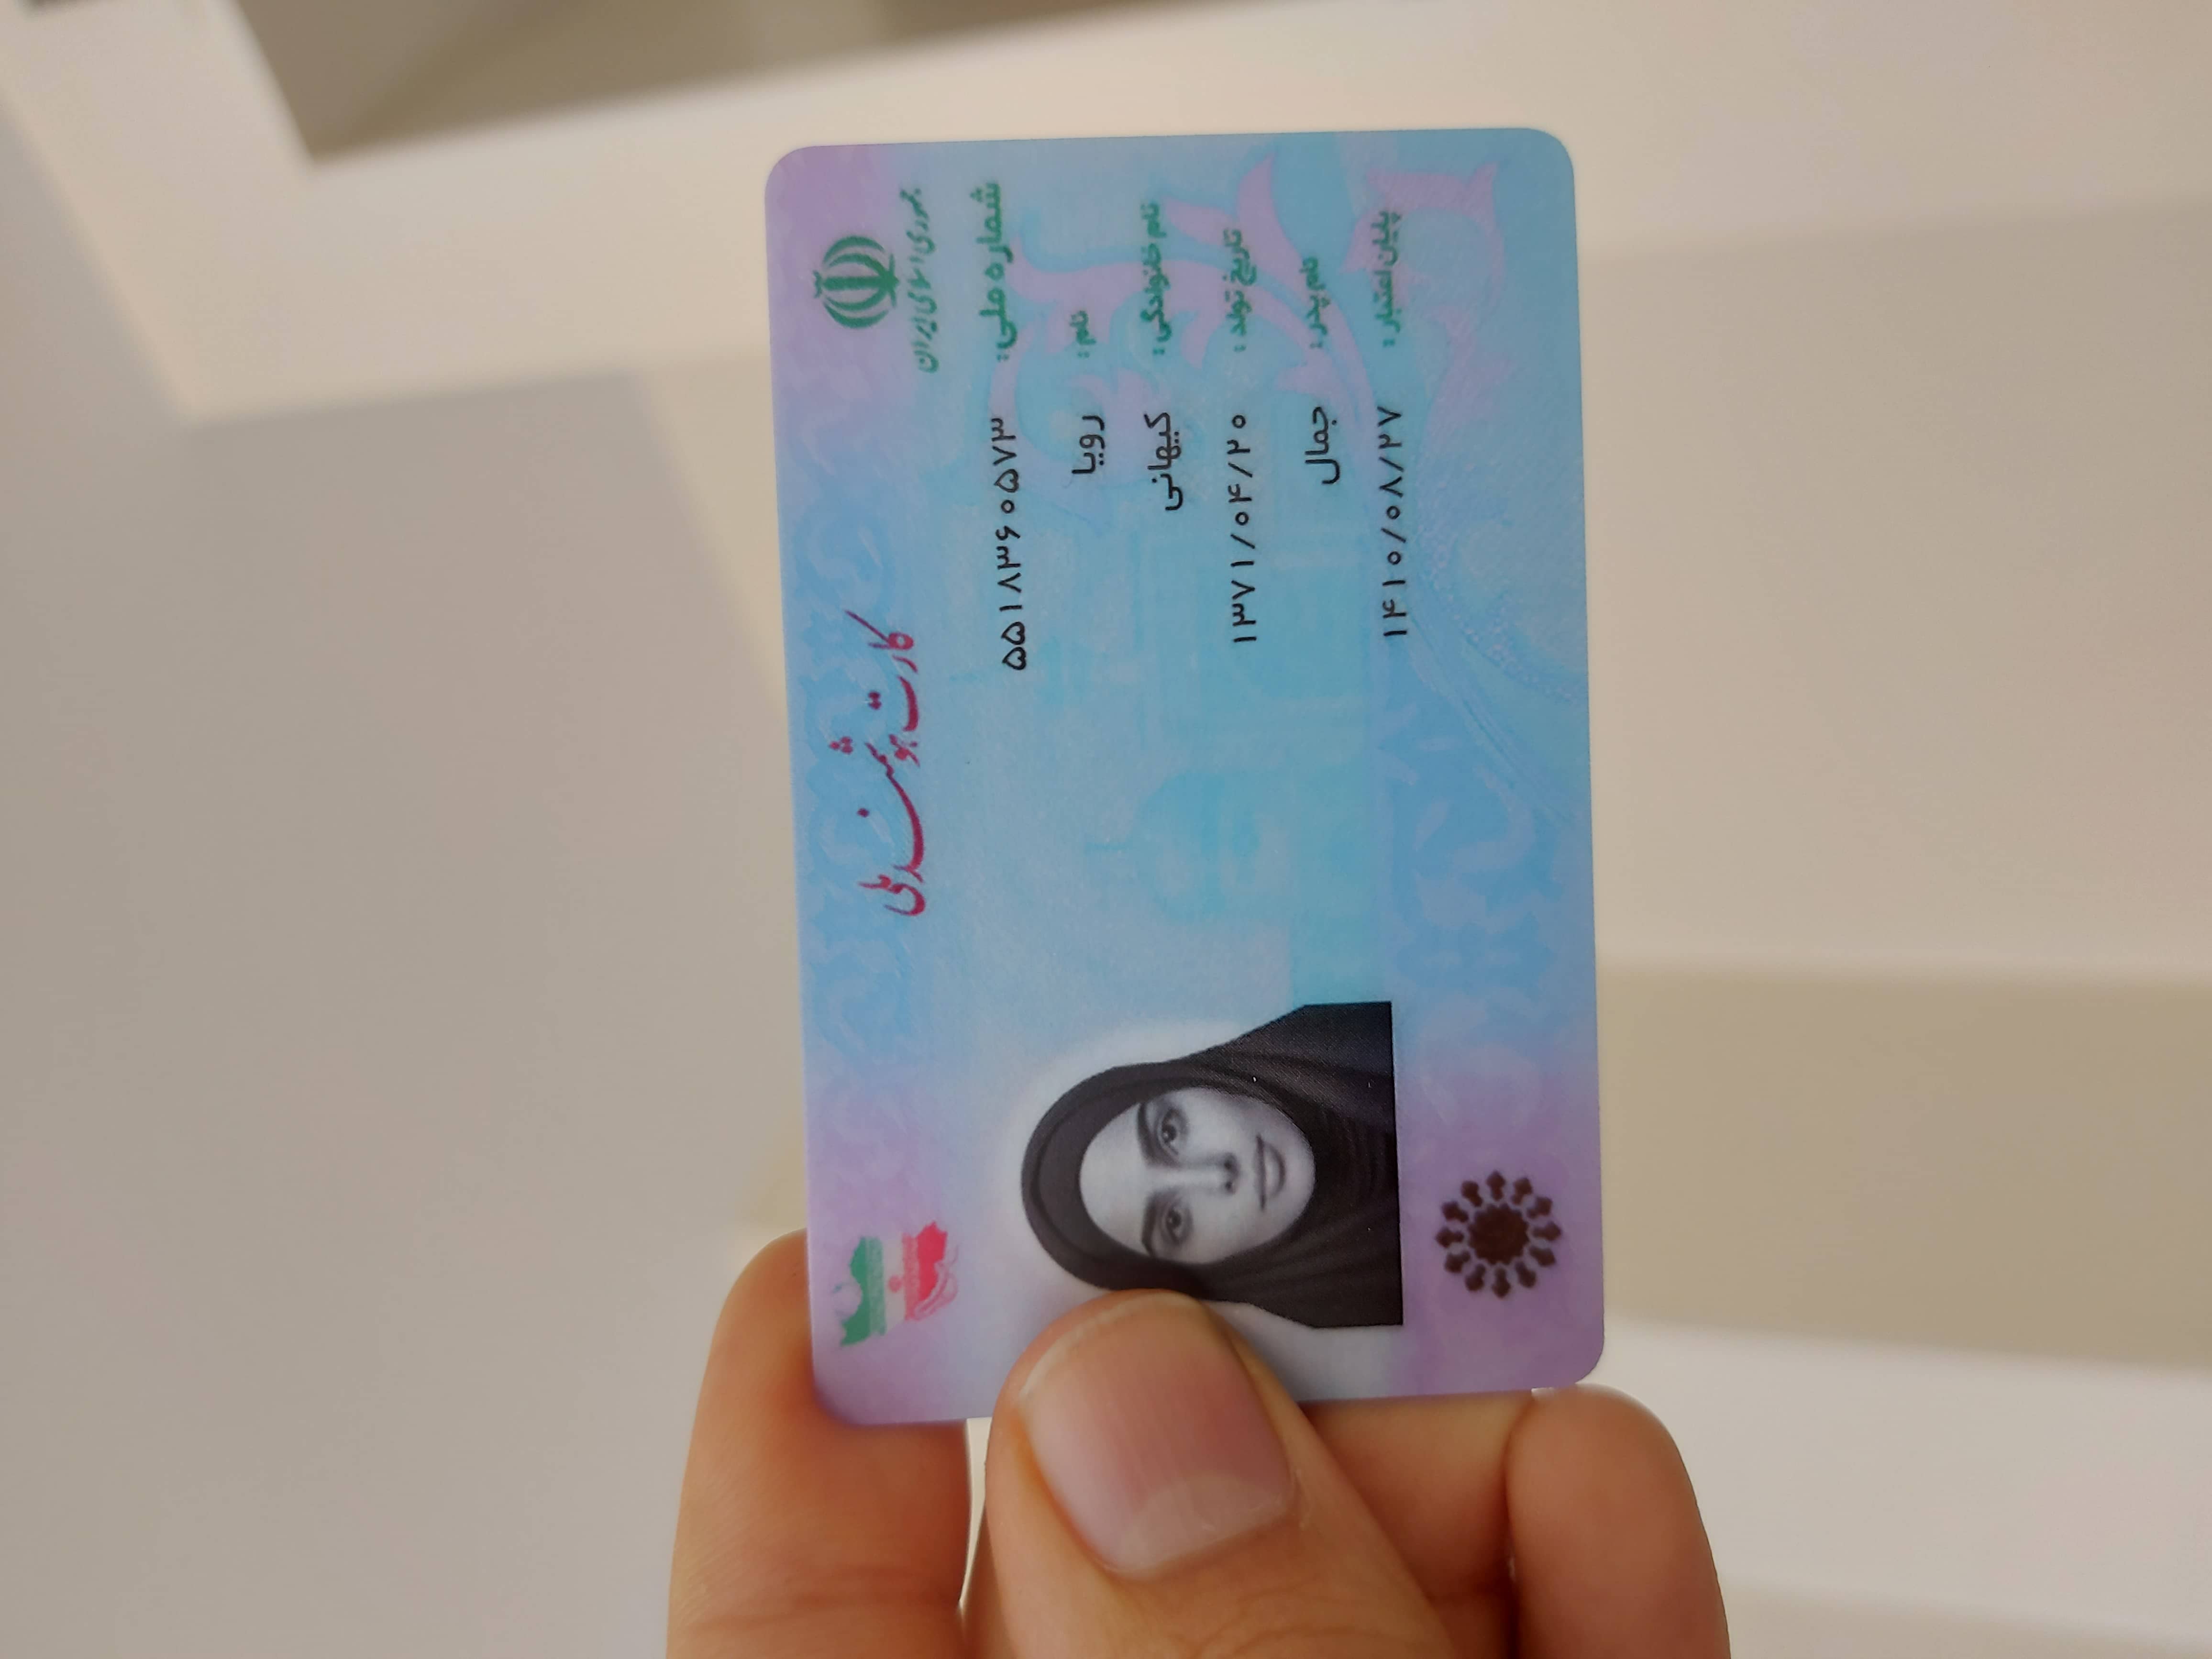 جمهوری اسلامی ایران
کارت هوشمند ملی
شماره ملی: ۵۵۱۸۳۶۰۵۷۳
نام: رویا
نام خانوادگی: کیهانی
تاریخ تولد: ۱۳۷۱/۰۴/۲۰
نام پدر: جمال
پایان اعتبار: ۱۴۱۰/۰۸/۲۷